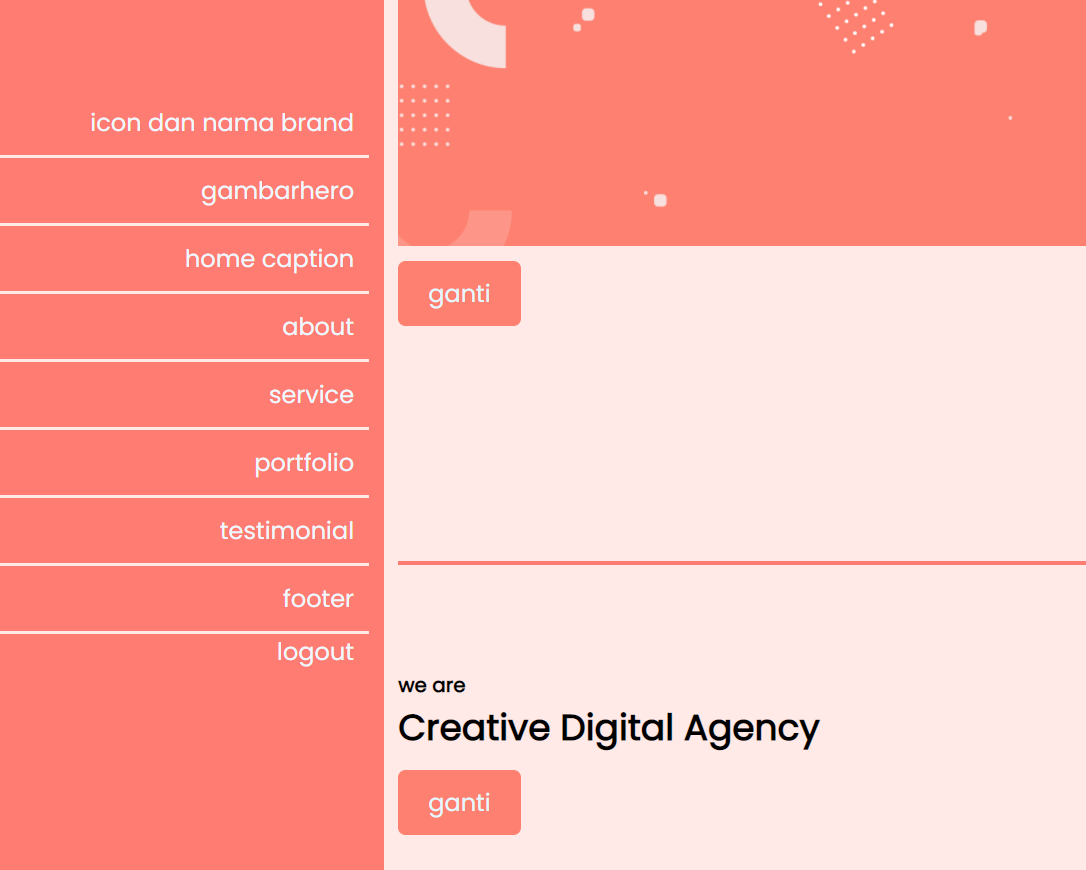 icon dan nama brand
gambarhero
home caption
about
service
portfolio
testimonial
footer
logout
ganti
we are
Creative Digital Agency
ganti